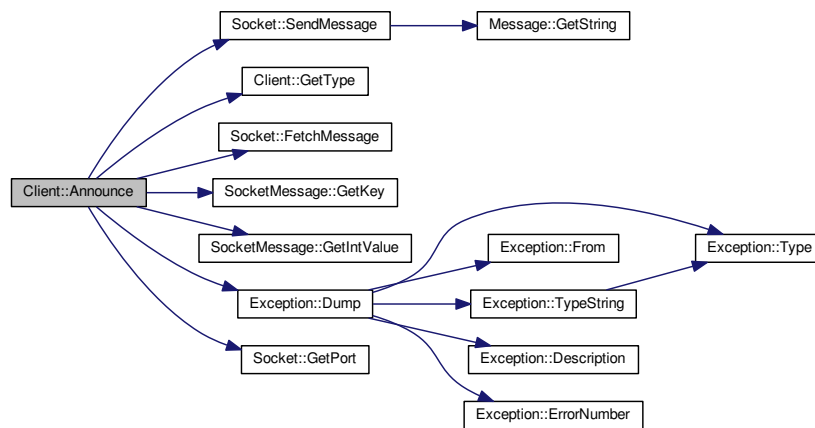 Socket::SendMessage
Message::GetString
Client::GetType
Socket::FetchMessage
Client::Announce
SocketMessage::GetKey
SocketMessage::GetIntValue
Exception::From
Exception::Type
Exception::Dump
Exception::TypeString
Socket::GetPort
Exception::Description
Exception::ErrorNumber